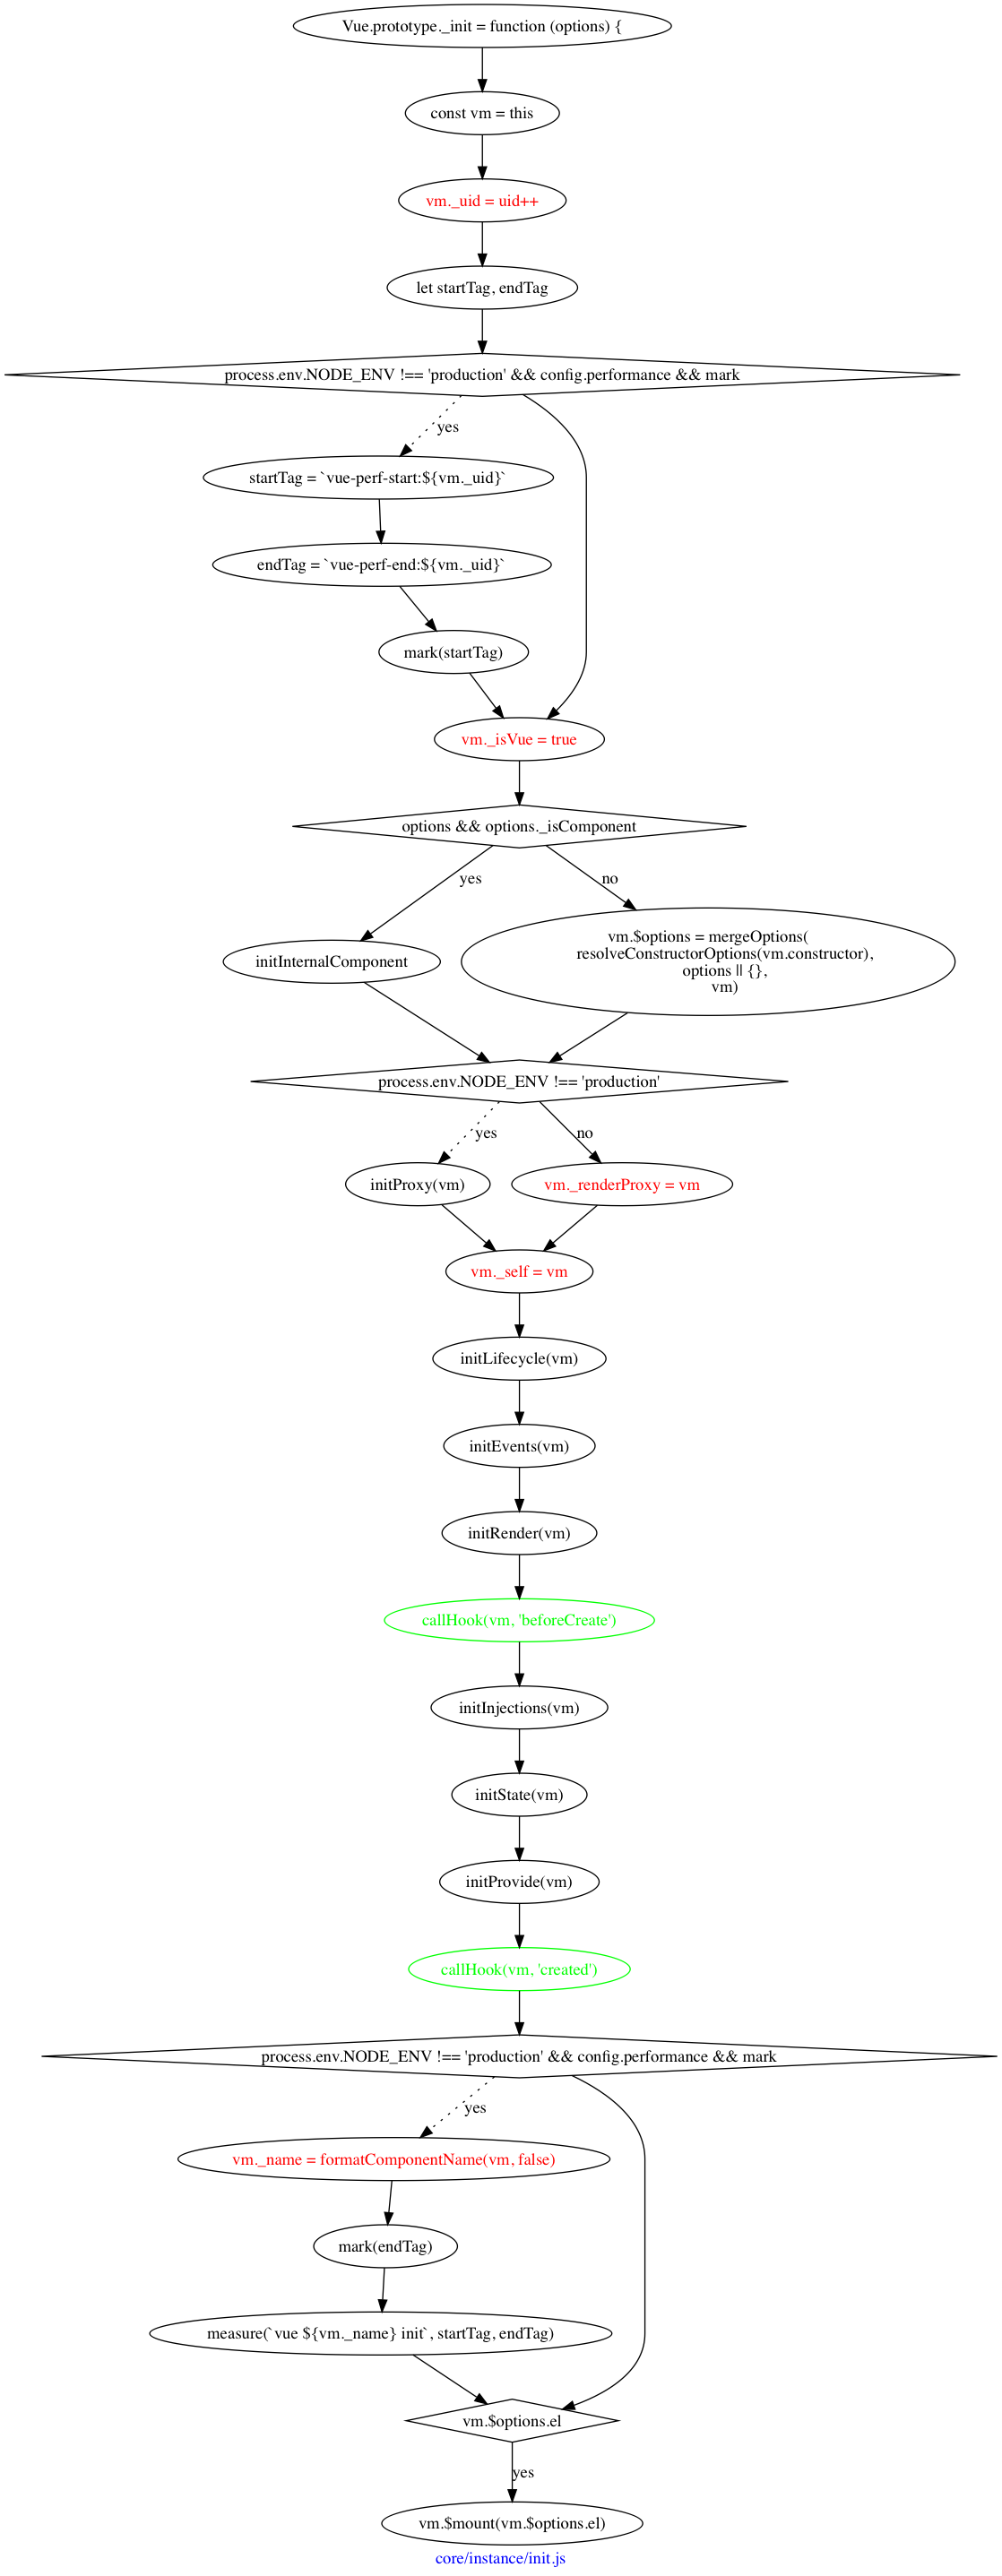 Vue.prototype._init = function (options) {
const vm = this
vm._uid = uid++
let startTag, endTag
process.env.NODE_ENV !== 'production' && config.performance && mark
yes
startTag = `vue-perf-start:${vm._uid}`
endTag = `vue-perf-end:${vm._uid}`
mark(startTag)
vm._isVue = true
options && options._isComponent
yes
no
initInternalComponent
vm.$options = mergeOptions(
resolveConstructorOptions(vm.constructor),
options || {},
vm)
process.env.NODE_ENV !== 'production'
yes
no
initProxy(vm)
vm._renderProxy = vm
vm._self = vm
initLifecycle(vm)
initEvents(vm)
initRender(vm)
callHook(vm, 'beforeCreate')
initInjections(vm)
initState(vm)
initProvide(vm)
callHook(vm, 'created')
process.env.NODE_ENV !== 'production' && config.performance && mark
yes
vm._name = formatComponentName(vm, false)
mark(endTag)
measure(`vue ${vm._name} init`, startTag, endTag)
vm.$options.el
yes
vm.$mount(vm.$options.el)
core/instance/init.js